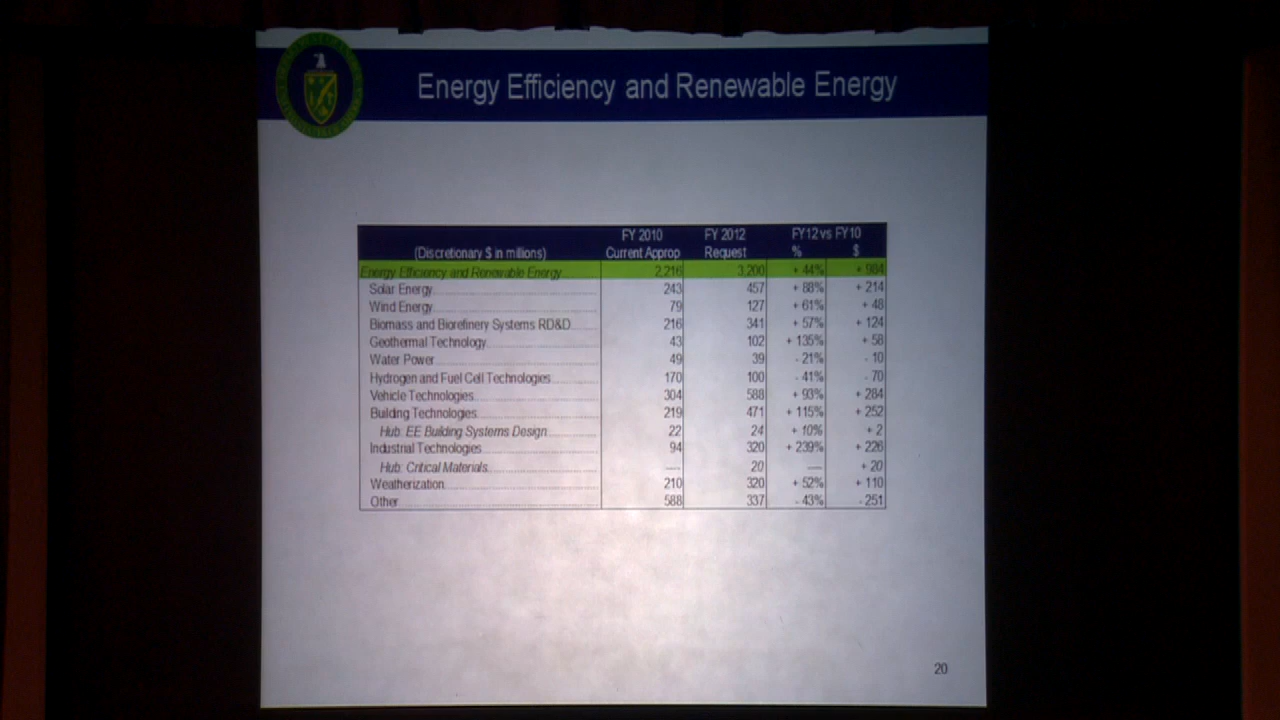 Energy Efficiency and Renewable Energy
FY 2010 FY 2012 FY12 vs FY10
(Discretionary $ in millions) Current Approp Request % $
Energy Efficiency and Renewable Energy 2,216 3,200 + 44% + 984
Solar Energy 243 457 + 88% + 214
Wind Energy 79 127 + 61% + 48
Biomass and Biorefinery Systems RD&D 216 341 + 57% + 124
Geothermal Technology 43 102 + 135% + 58
Water Power 49 39 - 21% - 10
Hydrogen and Fuel Cell Technologies 170 100 - 41% - 70
Vehicle Technologies 304 588 + 93% + 284
Building Technologies 219 471 + 115% + 252
Hub: EE Building Systems Design 22 24 + 10% + 2
Industrial Technologies 94 320 + 239% + 226
Hub: Critical Materials — 20 — + 20
Weatherization 210 320 + 52% + 110
Other 588 337 - 43% - 251
20